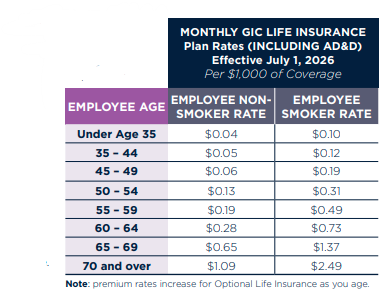 MONTHLY GIC LIFE INSURANCE
Plan Rates (INCLUDING AD&D)
Effective July 1, 2026
Per $1,000 of Coverage
EMPLOYEE AGE EMPLOYEE NON-SMOKER RATE EMPLOYEE SMOKER RATE
Under Age 35 $0.04 $0.10
35 – 44 $0.05 $0.12
45 – 49 $0.06 $0.19
50 – 54 $0.13 $0.31
55 – 59 $0.19 $0.49
60 – 64 $0.28 $0.73
65 – 69 $0.65 $1.37
70 and over $1.09 $2.49
Note: premium rates increase for Optional Life Insurance as you age.